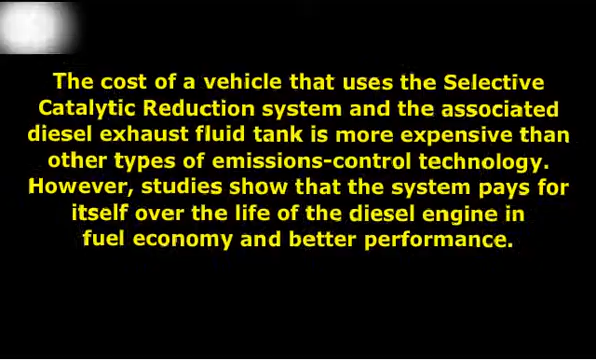 The cost of a vehicle that uses the Selective
Catalytic Reduction system and the associated
diesel exhaust fluid tank is more expensive than
other types of emissions-control technology.
However, studies show that the system pays for
itself over the life of the diesel engine in
fuel economy and better performance.